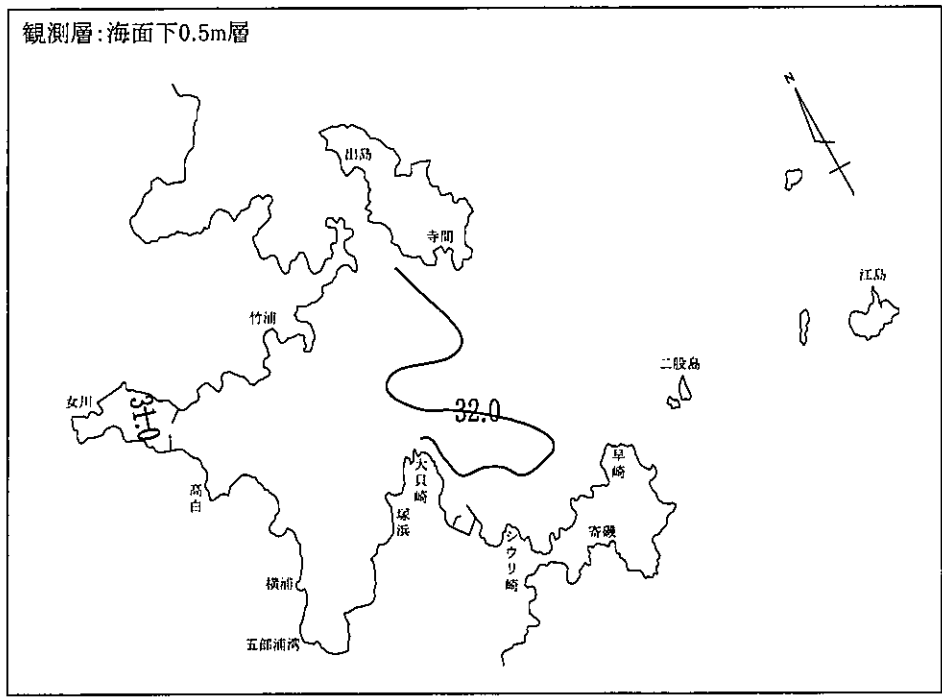 観測層:海面下0.5m層
N
出島
寺間
江島
竹浦
二股島
女川
31.0
32.0
大貝崎
早崎
高白
塚浜
寄磯
シウリ崎
横浦
五部浦湾